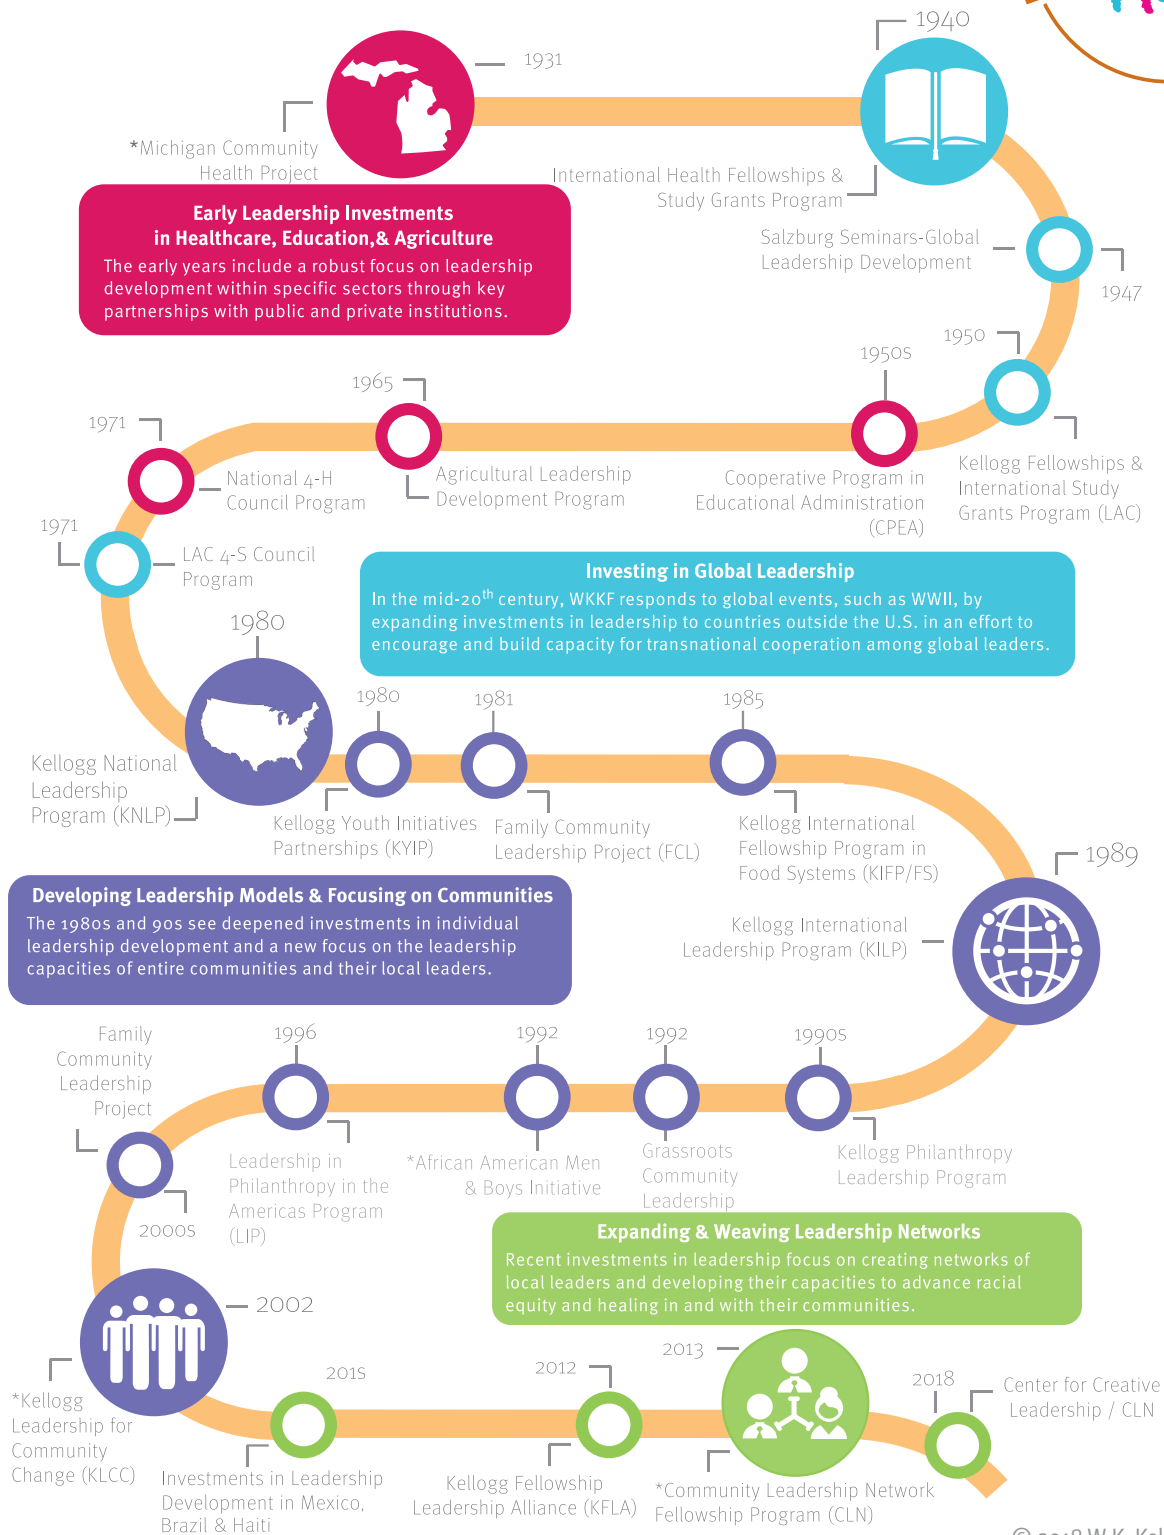 1931
1940
*Michigan Community
Health Project
International Health Fellowships &
Study Grants Program
Early Leadership Investments
in Healthcare, Education,& Agriculture
The early years include a robust focus on leadership
development within specific sectors through key
partnerships with public and private institutions.
Salzburg Seminars-Global
Leadership Development
1947
1950
Kellogg Fellowships &
International Study
Grants Program (LAC)
1950S
Cooperative Program in
Educational Administration
(CPEA)
1965
Agricultural Leadership
Development Program
1971
National 4-H
Council Program
1971
LAC 4-S Council
Program
Investing in Global Leadership
In the mid-20th century, WKKF responds to global events, such as WWII, by
expanding investments in leadership to countries outside the U.S. in an effort to
encourage and build capacity for transnational cooperation among global leaders.
1980
Kellogg National
Leadership
Program (KNLP)
1980
Kellogg Youth Initiatives
Partnerships (KYIP)
1981
Family Community
Leadership Project (FCL)
1985
Kellogg International
Fellowship Program in
Food Systems (KIFP/FS)
1989
Kellogg International
Leadership Program (KILP)
Developing Leadership Models & Focusing on Communities
The 1980s and 90s see deepened investments in individual
leadership development and a new focus on the leadership
capacities of entire communities and their local leaders.
1990S
Kellogg Philanthropy
Leadership Program
1992
Grassroots
Community
Leadership
1992
*African American Men
& Boys Initiative
1996
Leadership in
Philanthropy in the
Americas Program
(LIP)
Family
Community
Leadership
Project
2000S
Expanding & Weaving Leadership Networks
Recent investments in leadership focus on creating networks of
local leaders and developing their capacities to advance racial
equity and healing in and with their communities.
2002
*Kellogg
Leadership for
Community
Change (KLCC)
201S
Investments in Leadership
Development in Mexico,
Brazil & Haiti
2012
Kellogg Fellowship
Leadership Alliance (KFLA)
2013
*Community Leadership Network
Fellowship Program (CLN)
2018
Center for Creative
Leadership / CLN